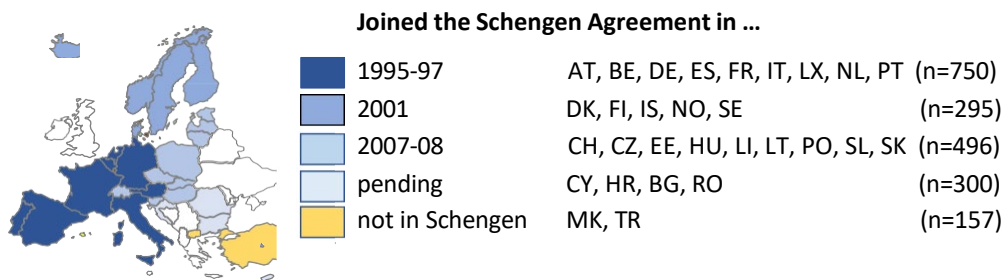 Joined the Schengen Agreement in ...
1995-97 AT, BE, DE, ES, FR, IT, LX, NL, PT (n=750)
2001 DK, FI, IS, NO, SE (n=295)
2007-08 CH, CZ, EE, HU, LI, LT, PO, SL, SK (n=496)
pending CY, HR, BG, RO (n=300)
not in Schengen MK, TR (n=157)